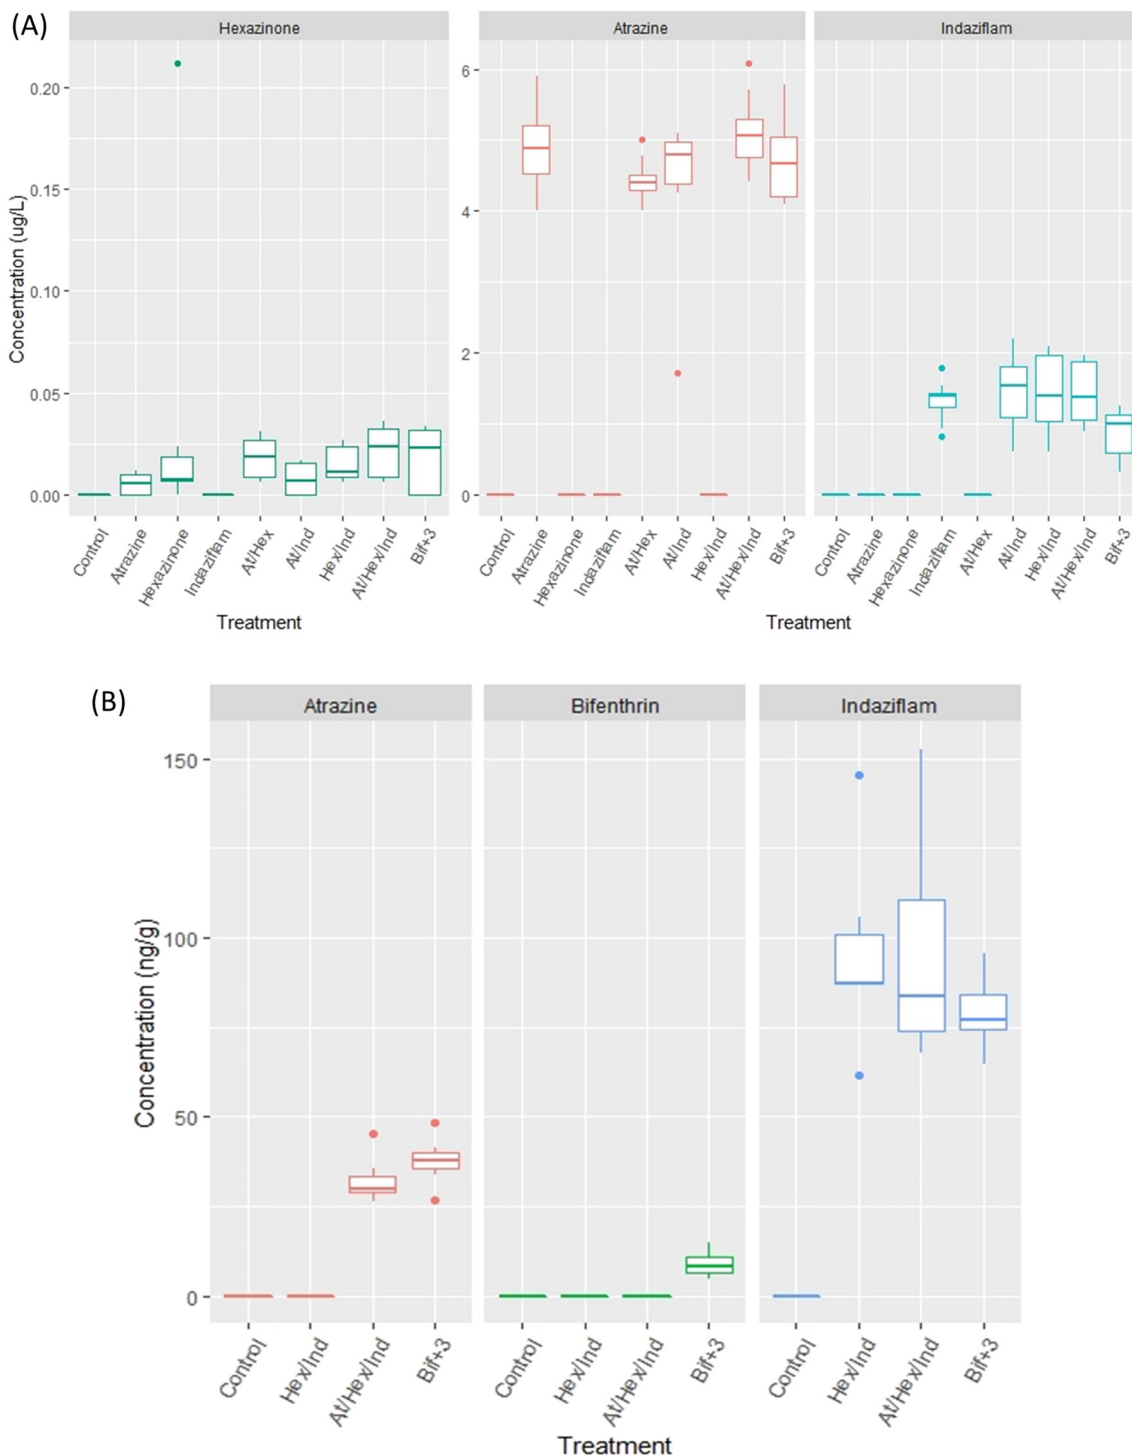 (A)
Hexazinone
Atrazine
Indaziflam
Concentration (ug/L)
0.20
0.15
0.10
0.05
0.00
6
4
2
0
Control
Atrazine
Hexazinone
Indaziflam
At/Hex
At/Ind
Hex/Ind
At/Hex/Ind
Bif+3
Control
Atrazine
Hexazinone
Indaziflam
At/Hex
At/Ind
Hex/Ind
At/Hex/Ind
Bif+3
Control
Atrazine
Hexazinone
Indaziflam
At/Hex
At/Ind
Hex/Ind
At/Hex/Ind
Bif+3
Treatment
Treatment
(B)
Atrazine
Bifenthrin
Indaziflam
Concentration (ng/g)
150
100
50
0
Control
Hex/Ind
At/Hex/Ind
Bif+3
Control
Hex/Ind
At/Hex/Ind
Bif+3
Control
Hex/Ind
At/Hex/Ind
Bif+3
Treatment